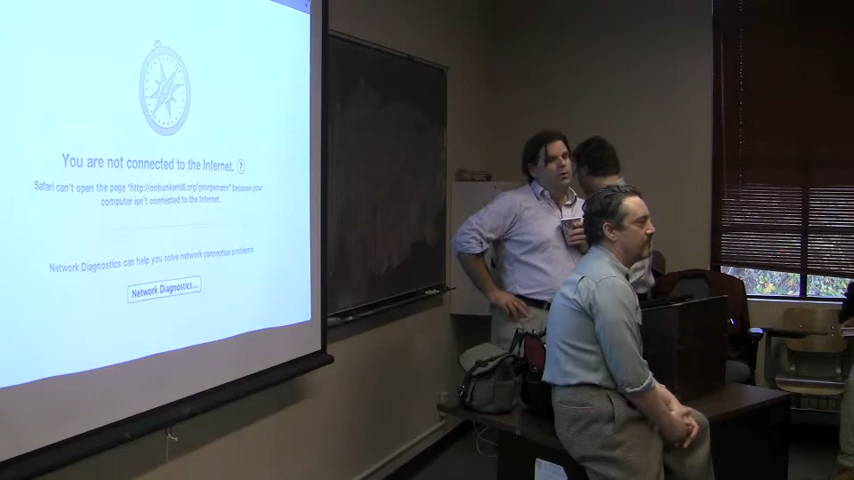 You are not connected to the Internet. ?
Safari can't open the page "http://onbunkerhill.org/georgemann" because your
computer isn't connected to the Internet.
Network Diagnostics can help you solve network connection problems.
Network Diagnostics...